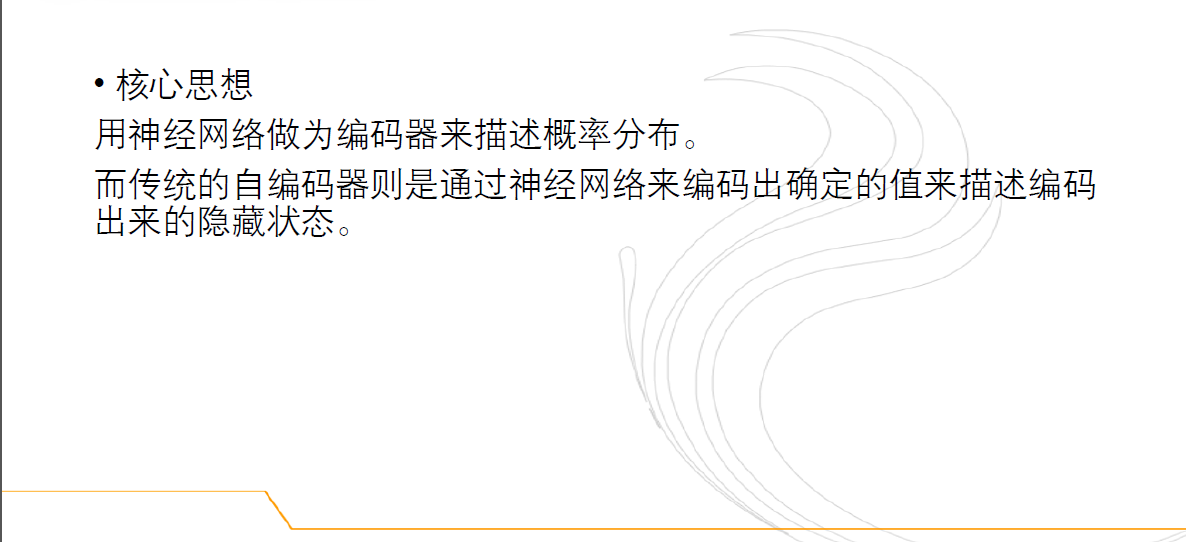 • 核心思想
用神经网络做为编码器来描述概率分布。
而传统的自编码器则是通过神经网络来编码出确定的值来描述编码
出来的隐藏状态。